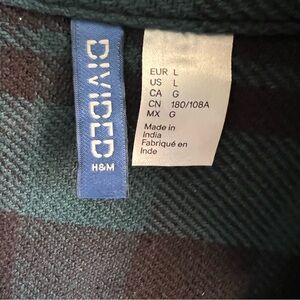 DIVIDED
H&M
EUR L
US L
CA G
CN 180/108A
MX G
Made in
India
Fabriqué en
Inde